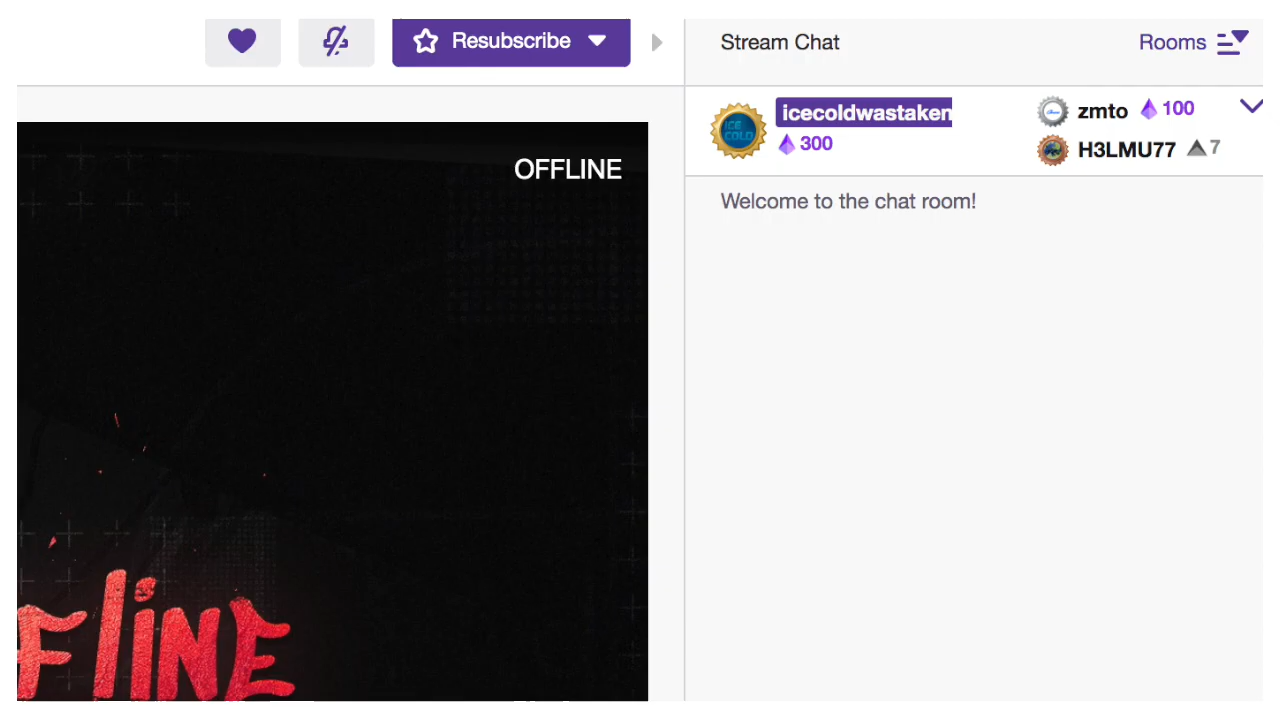 Resubscribe
Stream Chat
Rooms
icecoldwastaken
300
zmto 100
H3LMU77 7
ICE
COLD
OFFLINE
Welcome to the chat room!
FlinE